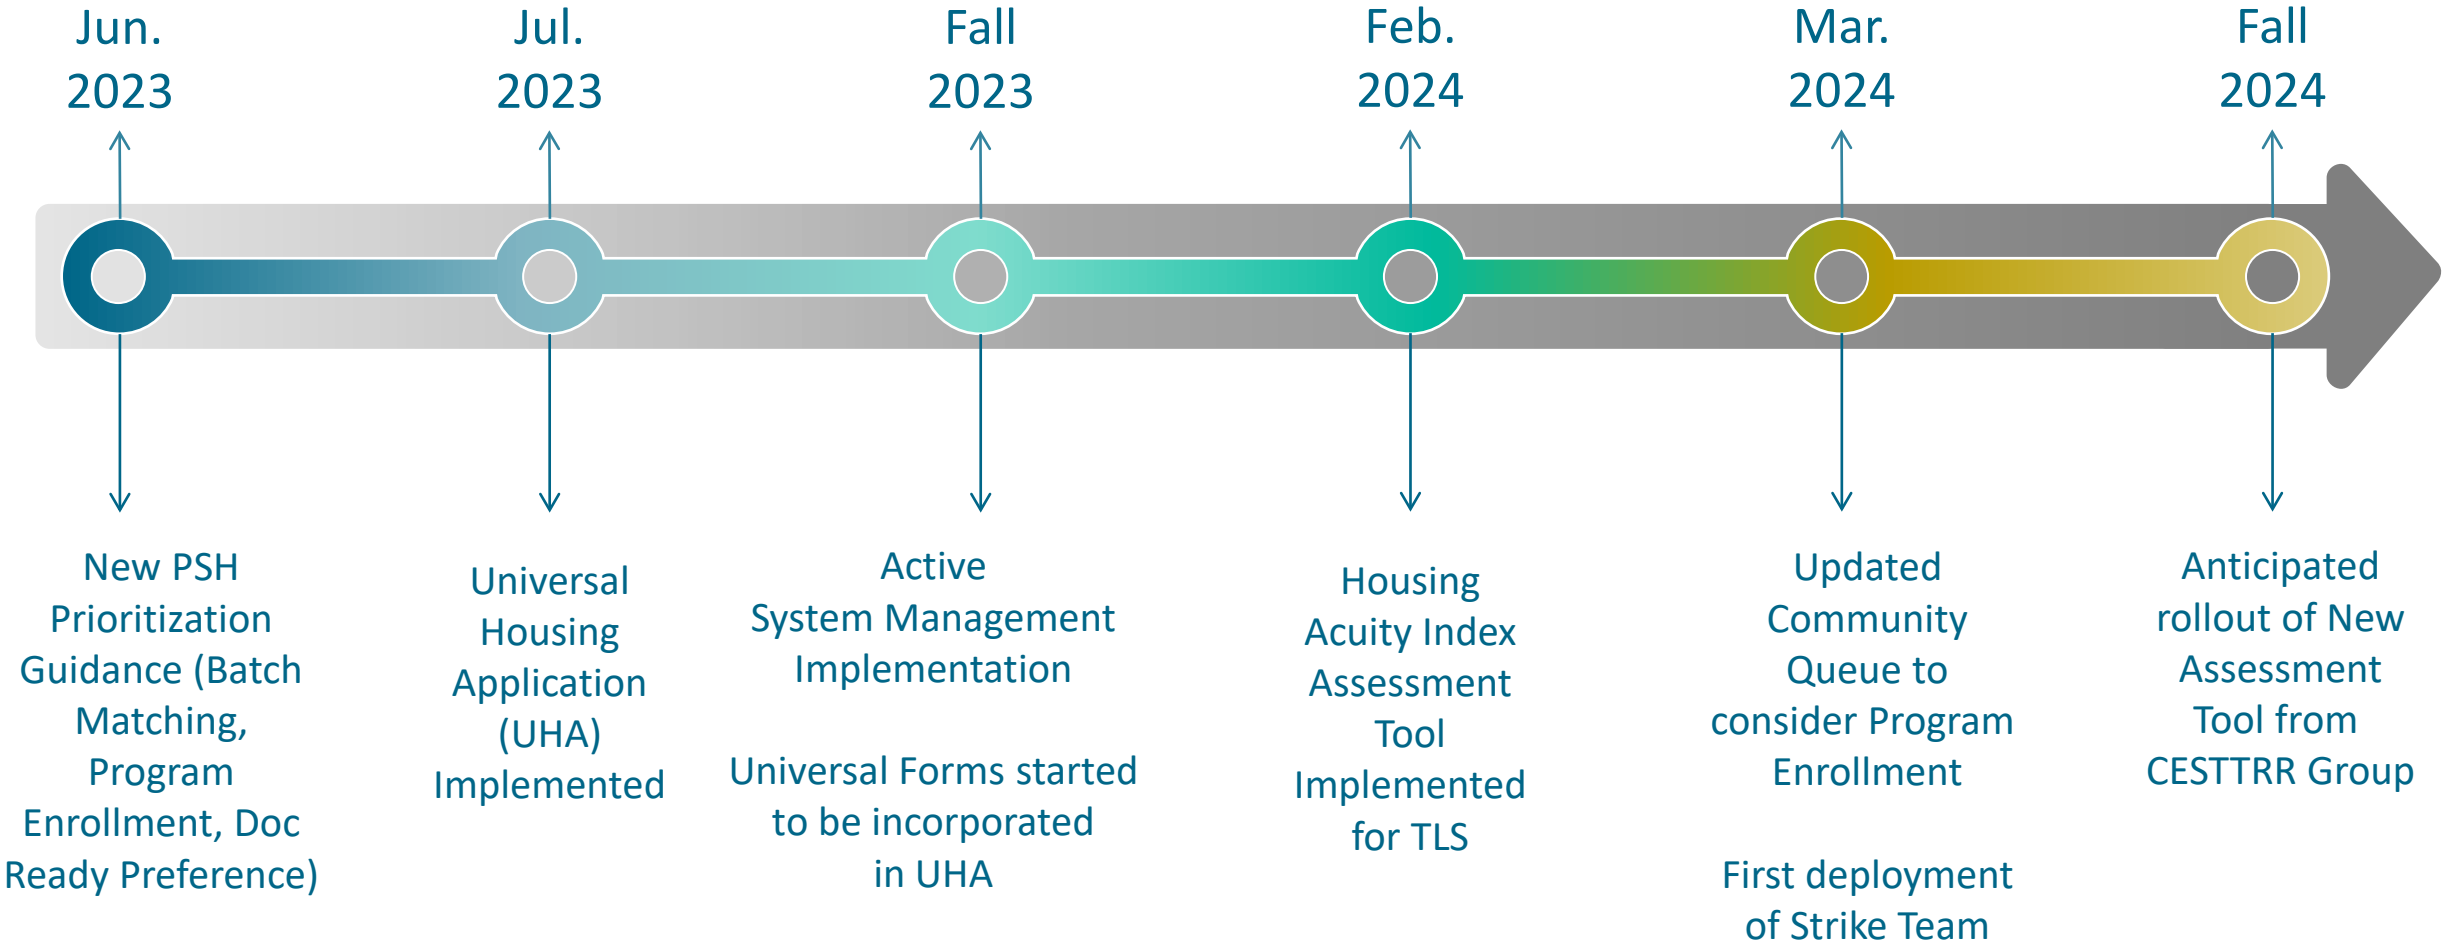 Jun.
2023
Jul.
2023
Fall
2023
Feb.
2024
Mar.
2024
Fall
2024
New PSH
Prioritization
Guidance (Batch
Matching,
Program
Enrollment, Doc
Ready Preference)
Universal
Housing
Application
(UHA)
Implemented
Active
System Management
Implementation
Universal Forms started
to be incorporated
in UHA
Housing
Acuity Index
Assessment
Tool
Implemented
for TLS
Updated
Community
Queue to
consider Program
Enrollment
First deployment
of Strike Team
Anticipated
rollout of New
Assessment
Tool from
CESTTRR Group